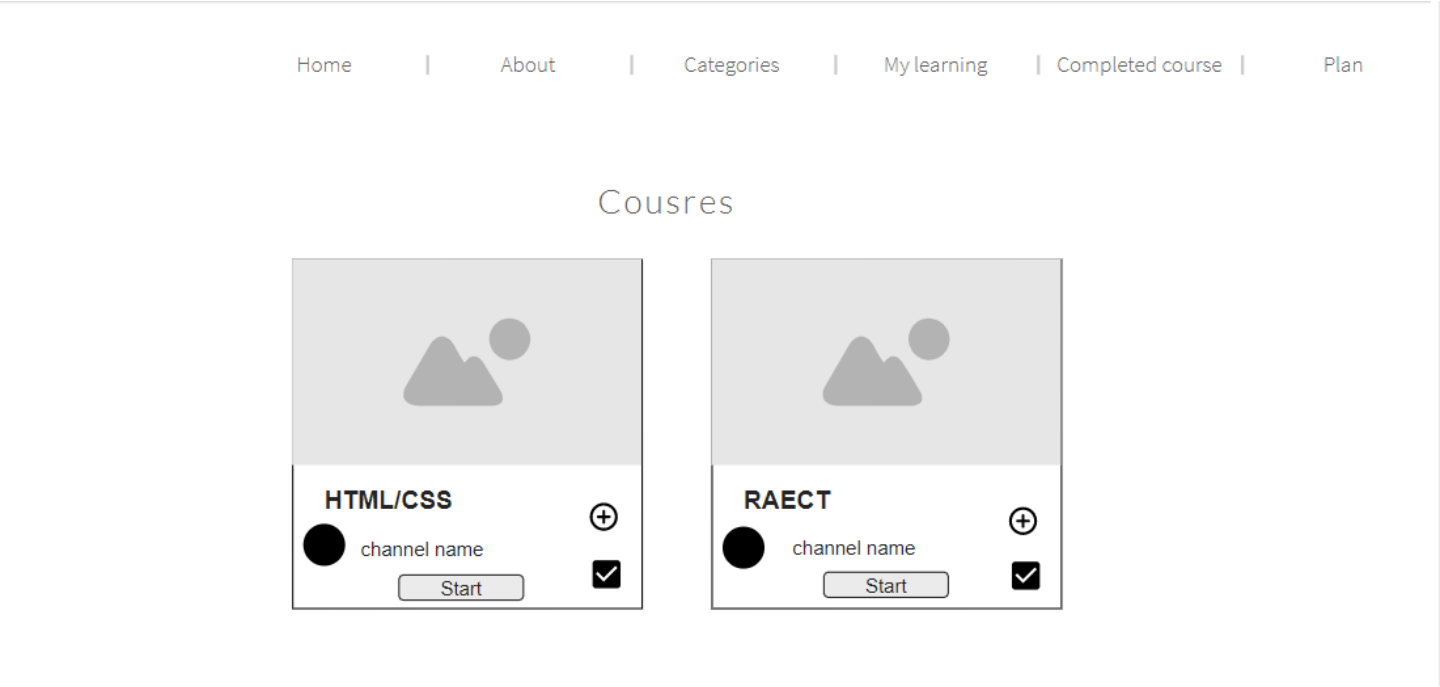 Home | About | Categories | My learning | Completed course | Plan
Cousres
HTML/CSS
channel name
Start
RAECT
channel name
Start